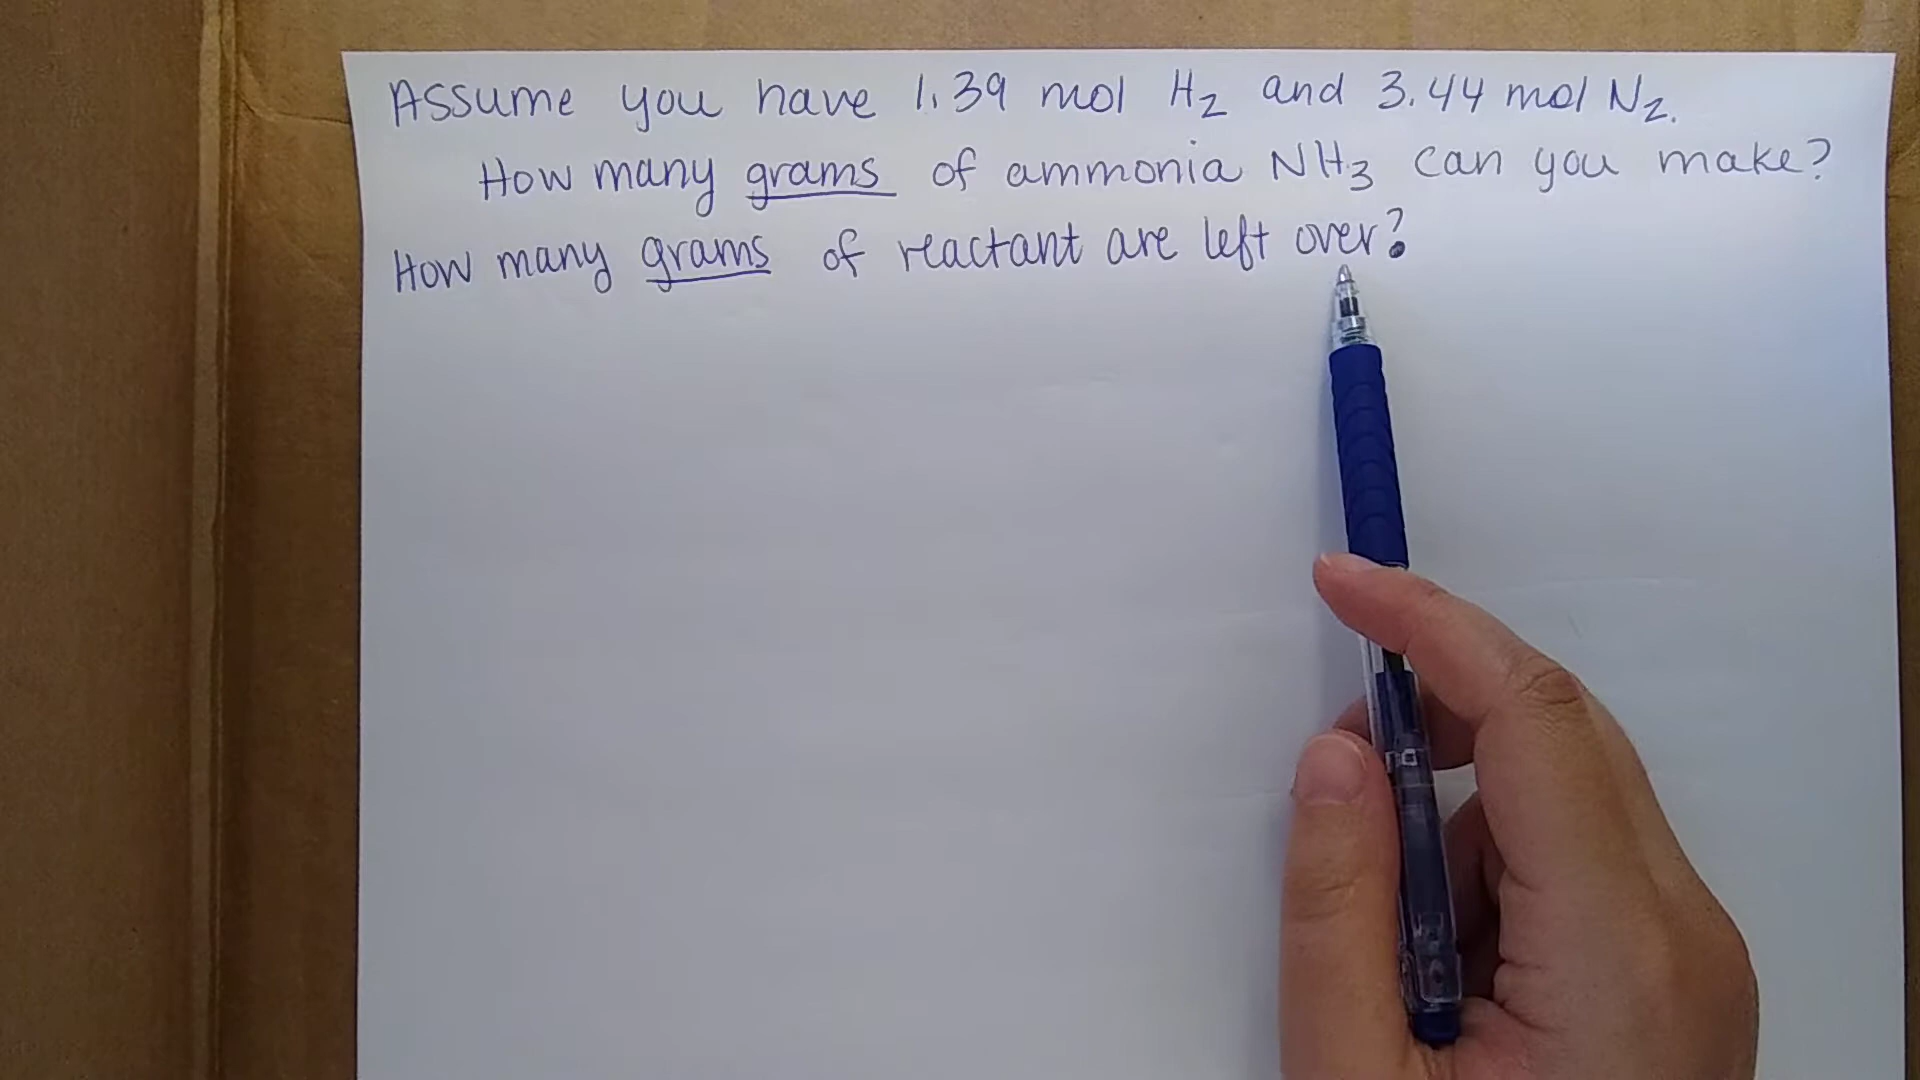 Assume you have 1.39 mol H2 and 3.44 mol N2.
How many grams of ammonia NH3 can you make?
How many grams of reactant are left over?